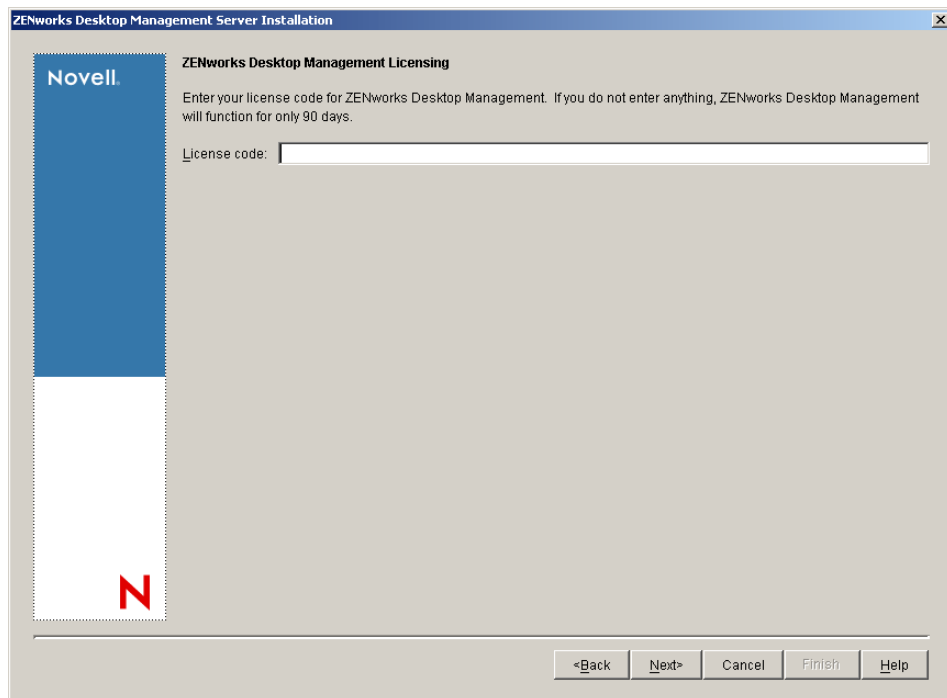 ZENworks Desktop Management Server Installation
Novell.
ZENworks Desktop Management Licensing
Enter your license code for ZENworks Desktop Management. If you do not enter anything, ZENworks Desktop Management
will function for only 90 days.
License code:
N
<Back Next> Cancel Finish Help